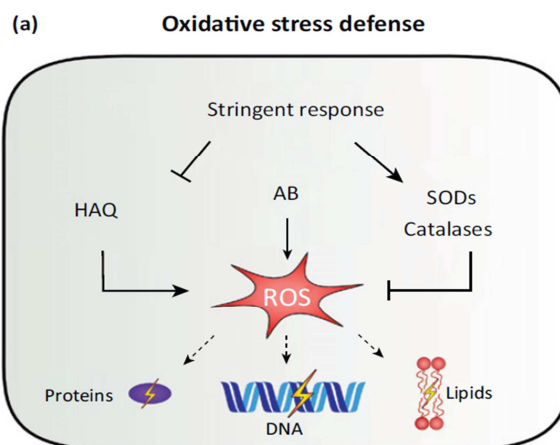 (a) Oxidative stress defense
Stringent response
HAQ
AB
SODs
Catalases
ROS
Proteins
DNA
Lipids